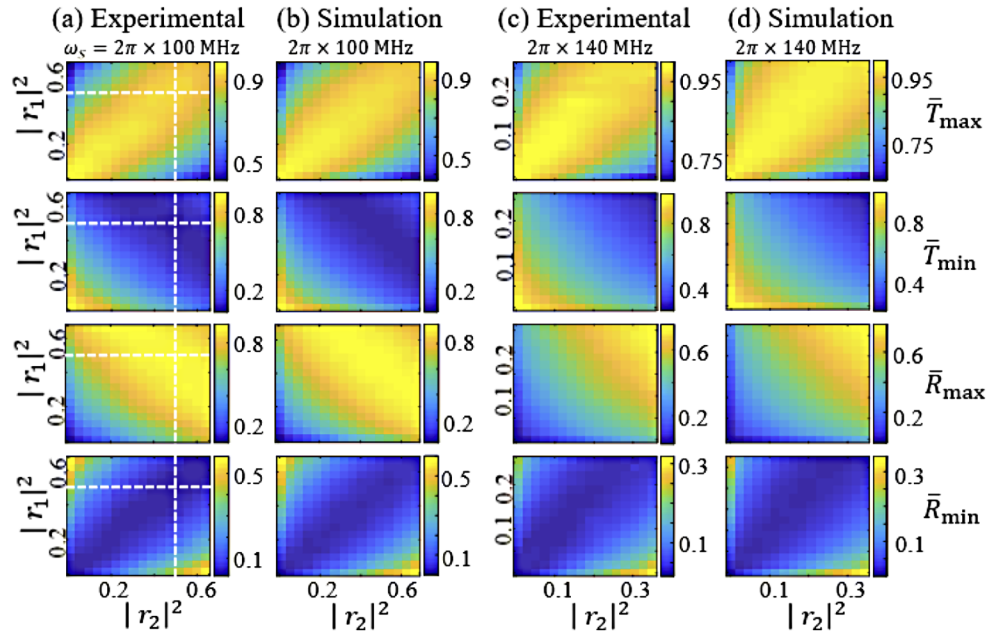 (a) Experimental (b) Simulation (c) Experimental (d) Simulation
ω_S = 2π × 100 MHz 2π × 100 MHz 2π × 140 MHz 2π × 140 MHz
|r₁|² 0.2 0.6 0.9 0.5 0.9 0.5 0.1 0.2 0.95 0.75 0.95 0.75 T̄max
|r₁|² 0.2 0.6 0.8 0.2 0.8 0.2 0.1 0.2 0.8 0.4 0.8 0.4 T̄min
|r₁|² 0.2 0.6 0.8 0.2 0.8 0.2 0.1 0.2 0.6 0.2 0.6 0.2 R̄max
|r₁|² 0.2 0.6 0.5 0.1 0.5 0.1 0.1 0.2 0.3 0.1 0.3 0.1 R̄min
0.2 0.6 0.2 0.6 0.1 0.3 0.1 0.3
|r₂|² |r₂|² |r₂|² |r₂|²